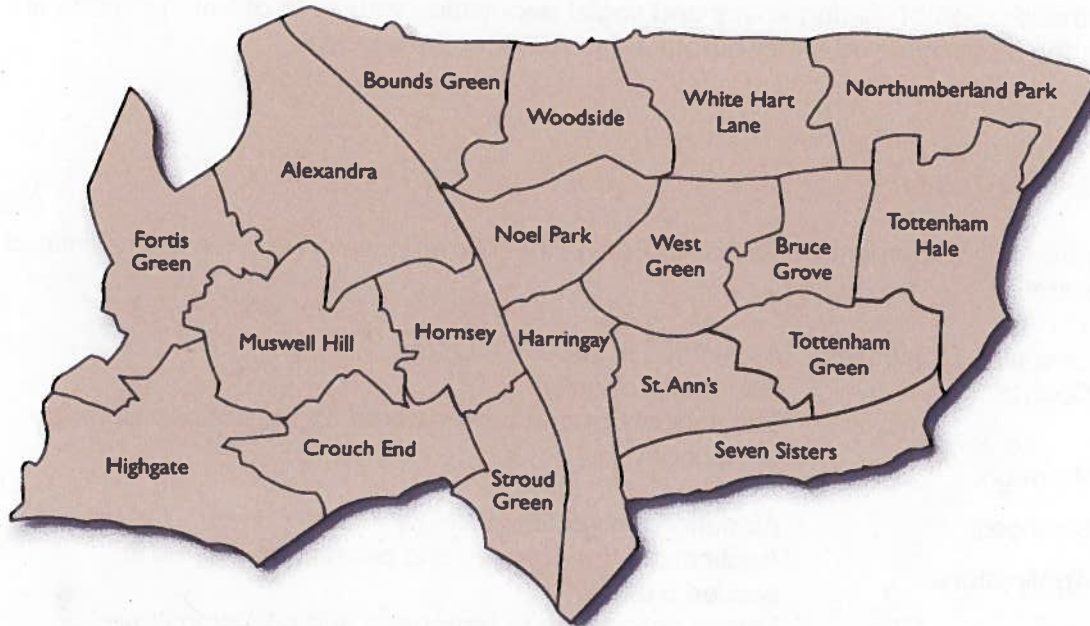 Bounds Green
Woodside
White Hart
Lane
Northumberland Park
Alexandra
Fortis
Green
Noel Park
West
Green
Bruce
Grove
Tottenham
Hale
Muswell Hill
Hornsey
Harringay
Tottenham
Green
St. Ann's
Highgate
Crouch End
Stroud
Green
Seven Sisters